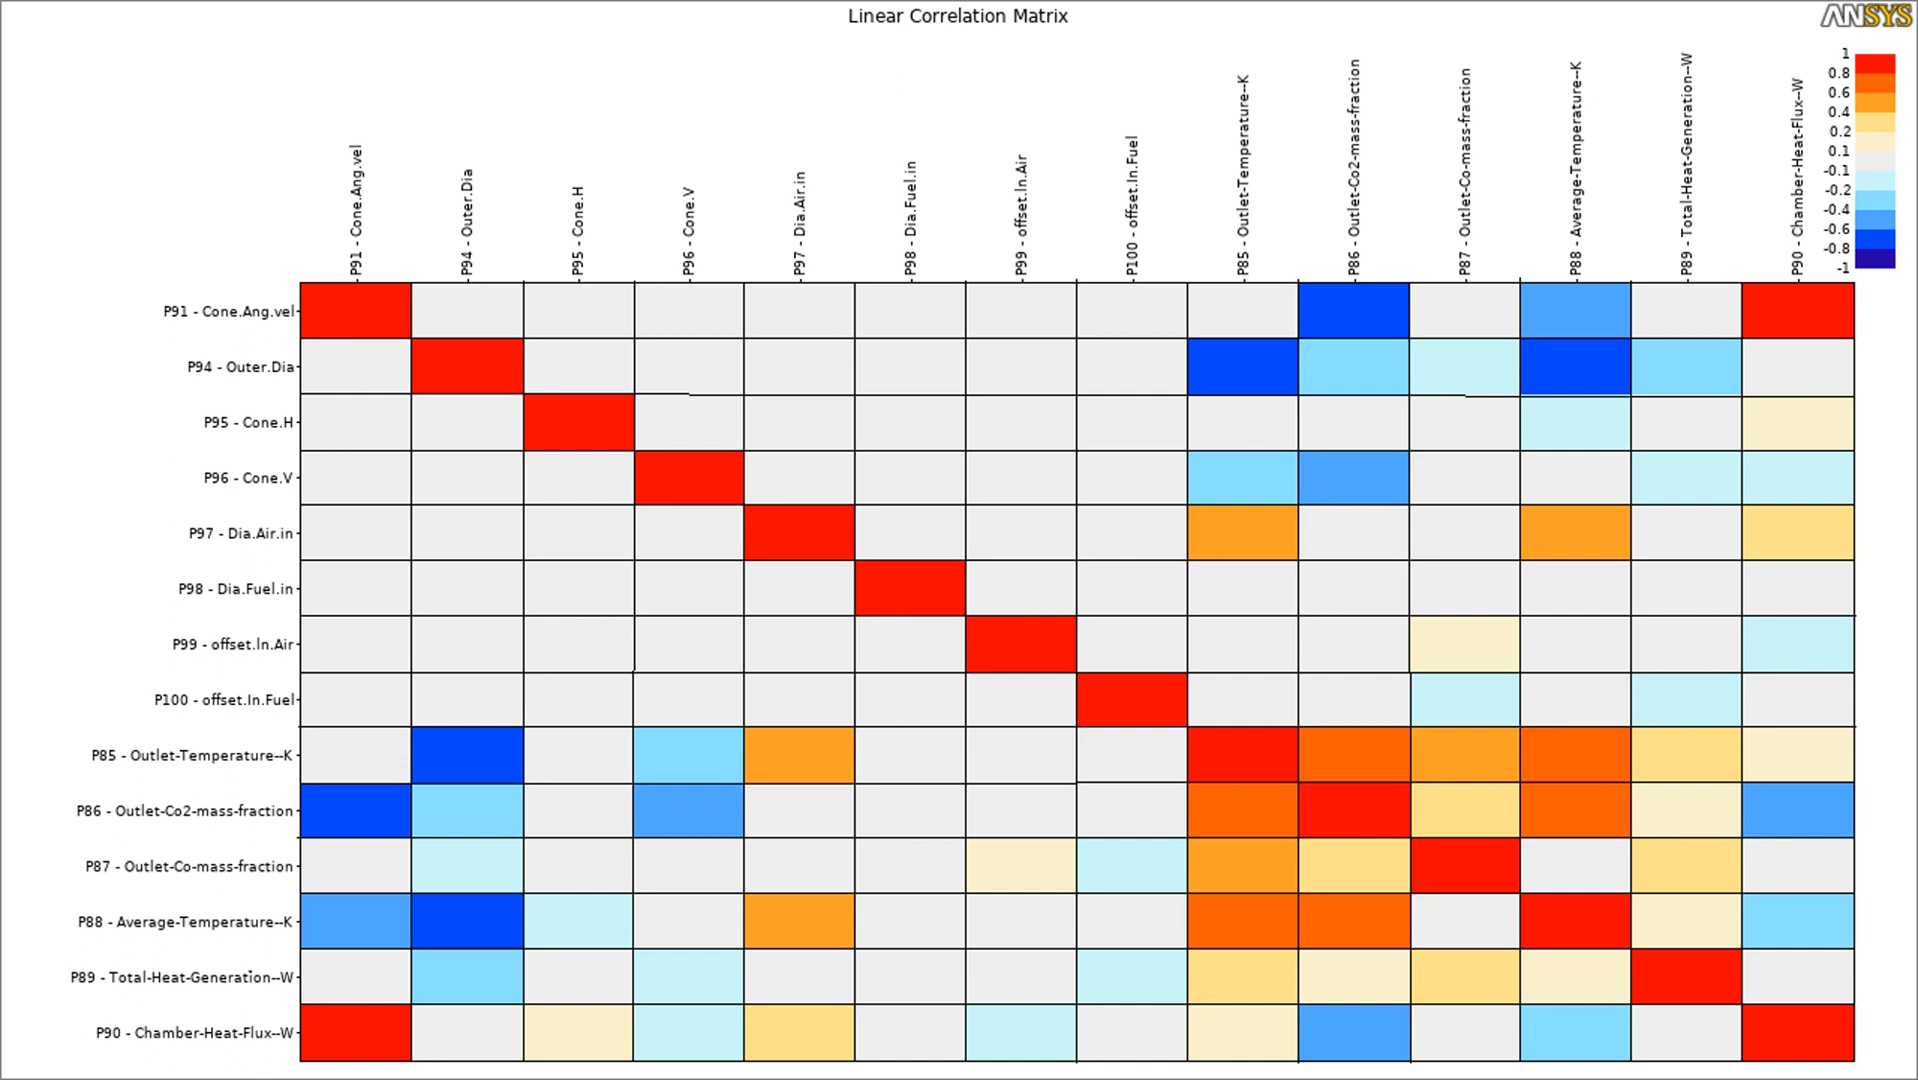 Linear Correlation Matrix
ANSYS
1
0.8
0.6
0.4
0.2
0.1
-0.1
-0.2
-0.4
-0.6
-0.8
-1
P91 - Cone.Ang.vel
P94 - Outer.Dia
P95 - Cone.H
P96 - Cone.V
P97 - Dia.Air.in
P98 - Dia.Fuel.in
P99 - offset.In.Air
P100 - offset.In.Fuel
P85 - Outlet-Temperature--K
P86 - Outlet-Co2-mass-fraction
P87 - Outlet-Co-mass-fraction
P88 - Average-Temperature--K
P89 - Total-Heat-Generation--W
P90 - Chamber-Heat-Flux--W
P91 - Cone.Ang.vel
P94 - Outer.Dia
P95 - Cone.H
P96 - Cone.V
P97 - Dia.Air.in
P98 - Dia.Fuel.in
P99 - offset.In.Air
P100 - offset.In.Fuel
P85 - Outlet-Temperature--K
P86 - Outlet-Co2-mass-fraction
P87 - Outlet-Co-mass-fraction
P88 - Average-Temperature--K
P89 - Total-Heat-Generation--W
P90 - Chamber-Heat-Flux--W